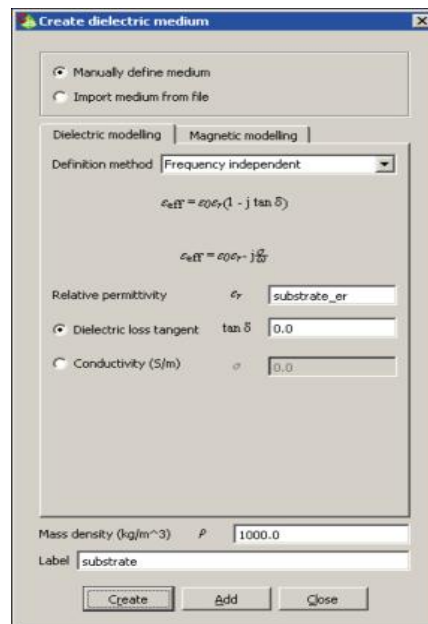 Create dielectric medium
Manually define medium
Import medium from file
Dielectric modelling Magnetic modelling
Definition method Frequency independent
εeff = ε0εr(1 - j tan δ)
εeff = ε0εr - j σ/ω
Relative permittivity εr substrate_er
Dielectric loss tangent tan δ 0.0
Conductivity (S/m) σ 0.0
Mass density (kg/m^3) ρ 1000.0
Label substrate
Create Add Close